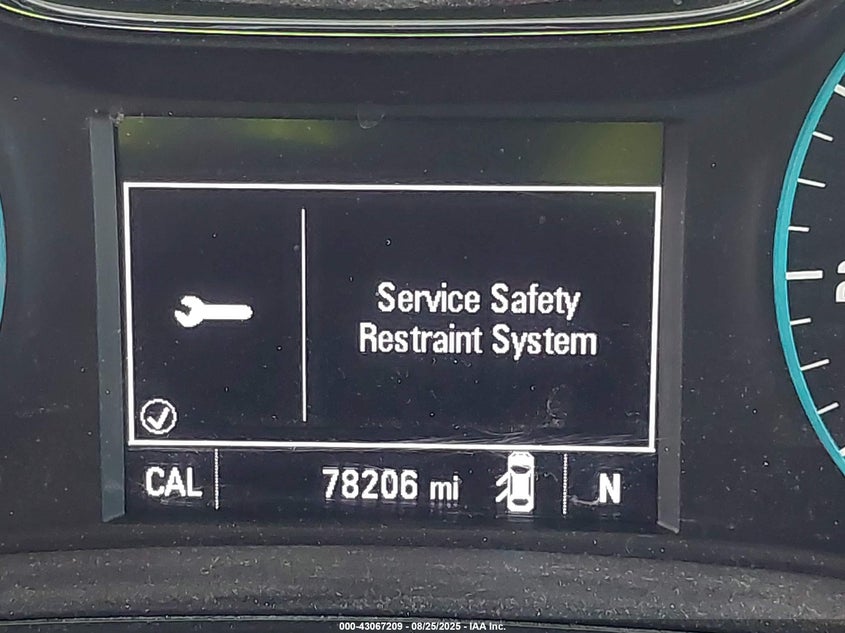 Service Safety
Restraint System
CAL 78206 mi N
000-43067209 - 08/25/2025 - IAA Inc.